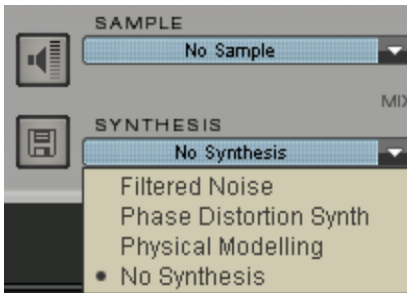 SAMPLE
No Sample
MIX
SYNTHESIS
No Synthesis
Filtered Noise
Phase Distortion Synth
Physical Modelling
• No Synthesis